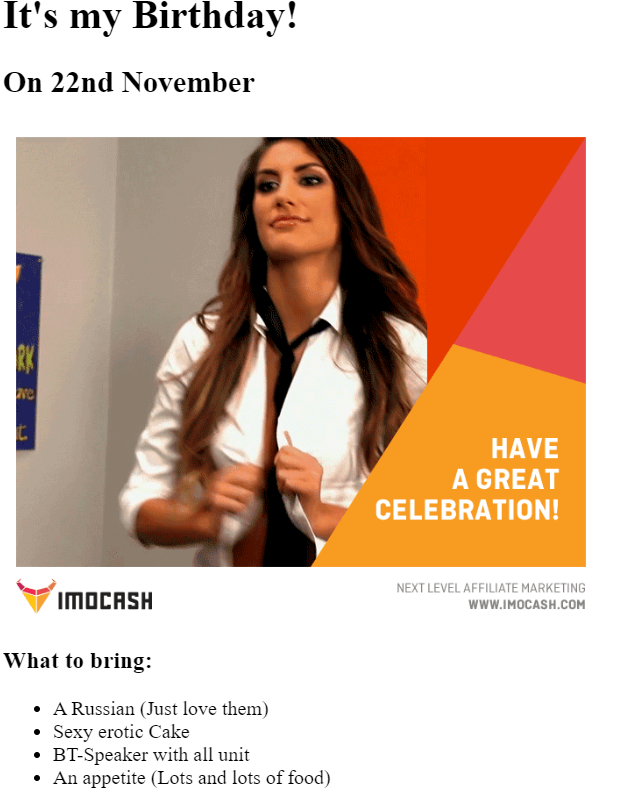 It's my Birthday!
On 22nd November
HAVE
A GREAT
CELEBRATION!
IMOCASH
NEXT LEVEL AFFILIATE MARKETING
WWW.IMOCASH.COM
What to bring:
A Russian (Just love them)
Sexy erotic Cake
BT-Speaker with all unit
An appetite (Lots and lots of food)